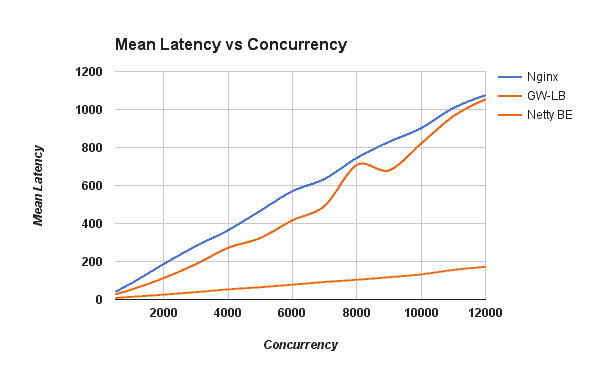 Mean Latency vs Concurrency
1200
1000
800
600
400
200
0
Mean Latency
2000 4000 6000 8000 10000 12000
Concurrency
Nginx
GW-LB
Netty BE